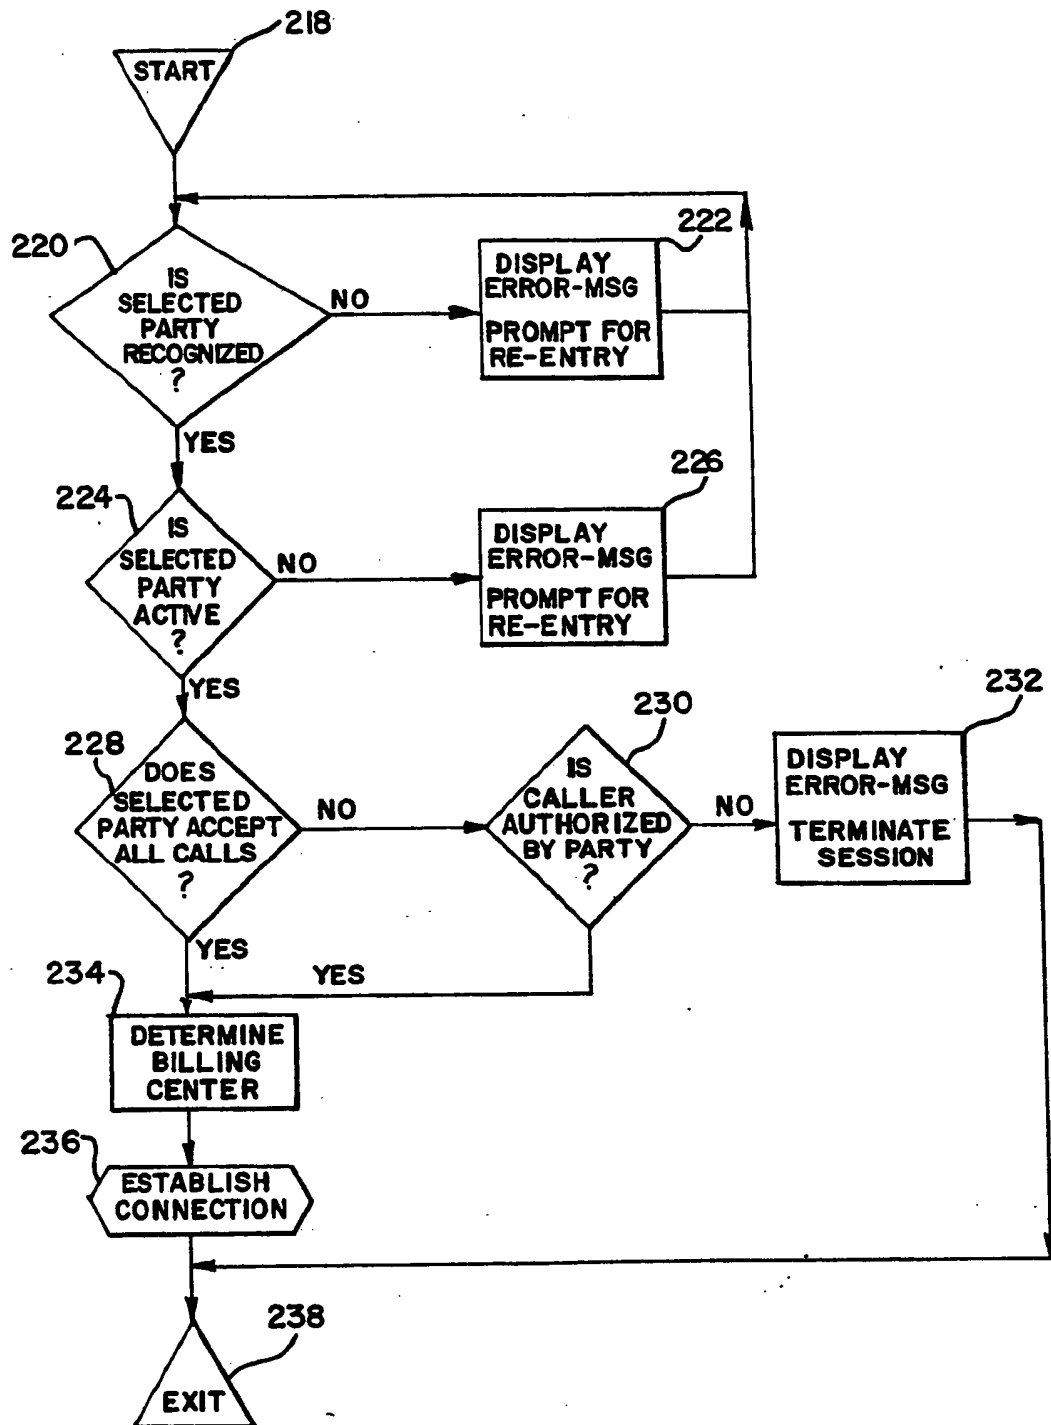 218
START
220
IS
SELECTED
PARTY
RECOGNIZED
?
NO
222
DISPLAY
ERROR-MSG
PROMPT FOR
RE-ENTRY
YES
224
IS
SELECTED
PARTY
ACTIVE
?
NO
226
DISPLAY
ERROR-MSG
PROMPT FOR
RE-ENTRY
YES
228
DOES
SELECTED
PARTY ACCEPT
ALL CALLS
?
NO
230
IS
CALLER
AUTHORIZED
BY PARTY
?
NO
232
DISPLAY
ERROR-MSG
TERMINATE
SESSION
YES
YES
234
DETERMINE
BILLING
CENTER
236
ESTABLISH
CONNECTION
238
EXIT